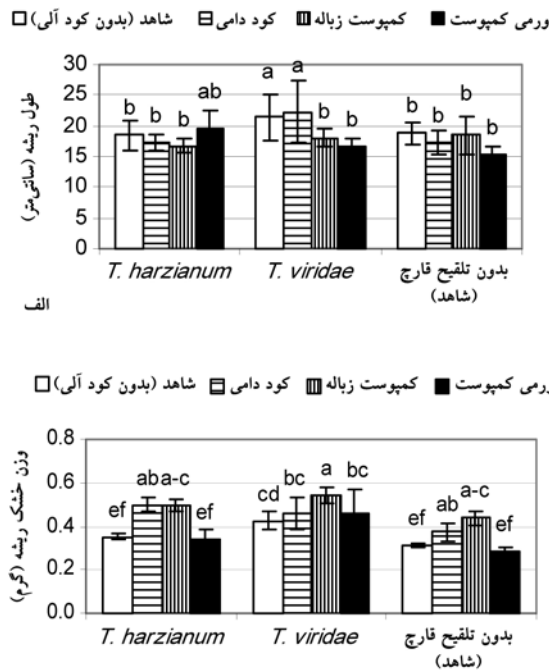 شاهد (بدون کود آلی) کود دامی کمپوست زباله ورمی کمپوست
طول ریشه (سانتی‌متر)
30
25
20
15
10
5
0
b b b ab a a b b b b b b
T. harzianum T. viridae بدون تلقیح قارچ
(شاهد)
الف
شاهد (بدون کود آلی) کود دامی کمپوست زباله ورمی کمپوست
وزن خشک ریشه (گرم)
0.8
0.6
0.4
0.2
0.0
ef ab a-c ef cd bc a bc ef ab a-c ef
T. harzianum T. viridae بدون تلقیح قارچ
(شاهد)